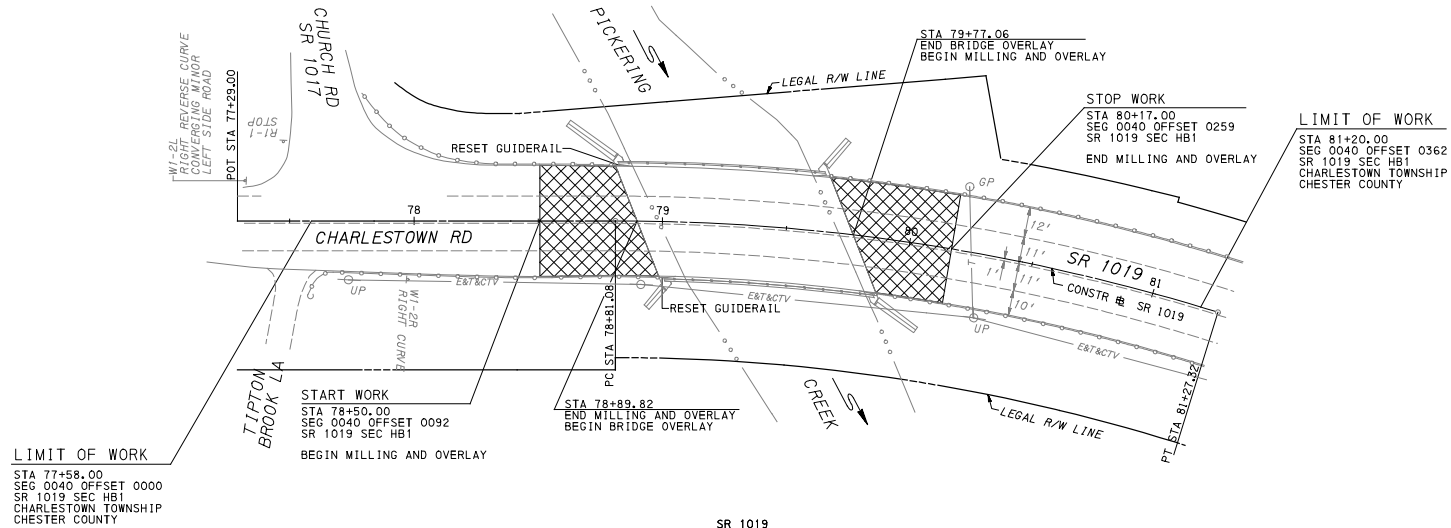 CHURCH RD
SR 1017
PICKERING
W1-2L
RIGHT REVERSE CURVE
CONVERGING MINOR
LEFT SIDE ROAD
R1-1
STOP
POT STA 77+29.00
RESET GUIDERAIL
LEGAL R/W LINE
STA 79+77.06
END BRIDGE OVERLAY
BEGIN MILLING AND OVERLAY
STOP WORK
STA 80+17.00
SEG 0040 OFFSET 0259
SR 1019 SEC HB1
END MILLING AND OVERLAY
LIMIT OF WORK
STA 81+20.00
SEG 0040 OFFSET 0362
SR 1019 SEC HB1
CHARLESTOWN TOWNSHIP
CHESTER COUNTY
GP
78
79
80
81
CHARLESTOWN RD
SR 1019
12'
11'
1'
11'
10'
T
CONSTR SR 1019
UP
E&T&CTV
W1-2R
RIGHT CURVE
RESET GUIDERAIL
E&T&CTV
UP
E&T&CTV
PC STA 78+81.08
TIPTON
BROOK LA
START WORK
STA 78+50.00
SEG 0040 OFFSET 0092
SR 1019 SEC HB1
BEGIN MILLING AND OVERLAY
STA 78+89.82
END MILLING AND OVERLAY
BEGIN BRIDGE OVERLAY
CREEK
LEGAL R/W LINE
PT STA 81+27.32
LIMIT OF WORK
STA 77+58.00
SEG 0040 OFFSET 0000
SR 1019 SEC HB1
CHARLESTOWN TOWNSHIP
CHESTER COUNTY
SR 1019